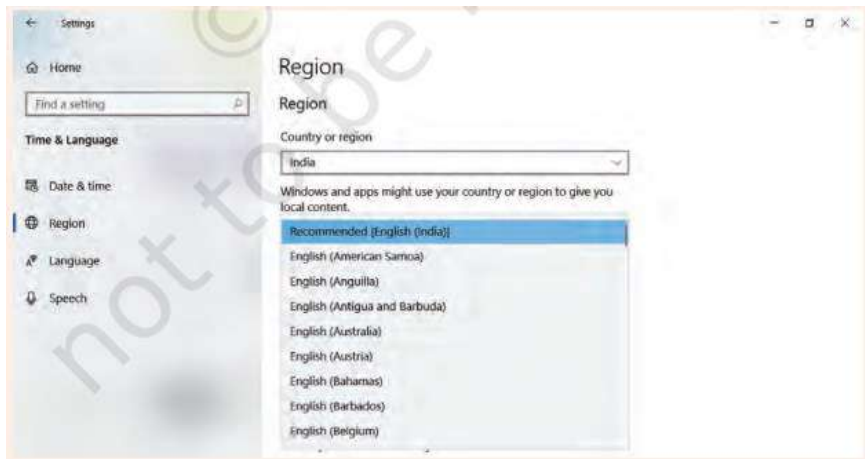 Settings
Home
Find a setting
Time & Language
Date & time
Region
Language
Speech
Region
Region
Country or region
India
Windows and apps might use your country or region to give you
local content.
Recommended [English (India)]
English (American Samoa)
English (Anguilla)
English (Antigua and Barbuda)
English (Australia)
English (Austria)
English (Bahamas)
English (Barbados)
English (Belgium)
©
not to be